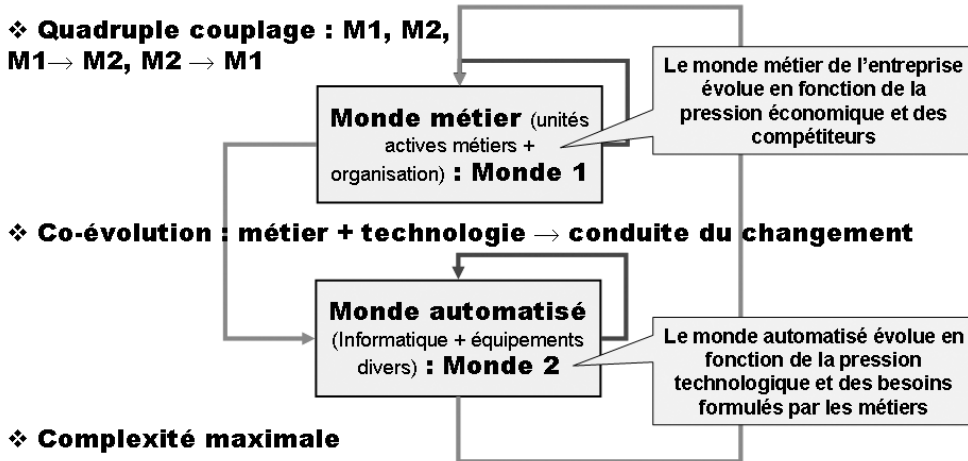 ❖ Quadruple couplage : M1, M2,
M1→ M2, M2 → M1
Le monde métier de l'entreprise
évolue en fonction de la
pression économique et des
compétiteurs
Monde métier (unités
actives métiers +
organisation) : Monde 1
❖ Co-évolution : métier + technologie → conduite du changement
Monde automatisé
(Informatique + équipements
divers) : Monde 2
Le monde automatisé évolue en
fonction de la pression
technologique et des besoins
formulés par les métiers
❖ Complexité maximale